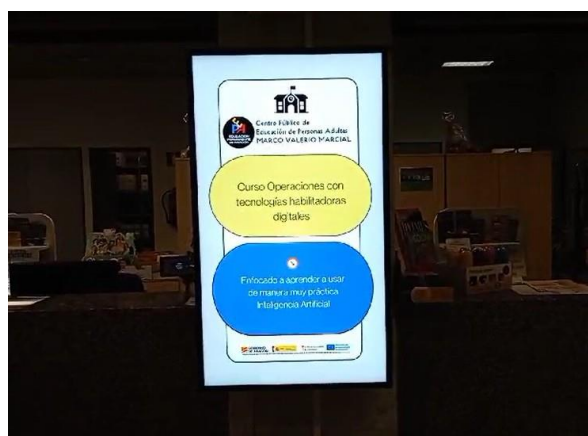 Centro Público de
Educación de Personas Adultas
MARCO VALERIO MARCIAL
Curso Operaciones con
tecnologías habilitadoras
digitales
Enfocado a aprender a usar
de manera muy práctica
Inteligencia Artificial